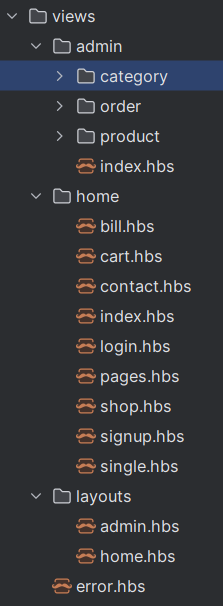 views
admin
category
order
product
index.hbs
home
bill.hbs
cart.hbs
contact.hbs
index.hbs
login.hbs
pages.hbs
shop.hbs
signup.hbs
single.hbs
layouts
admin.hbs
home.hbs
error.hbs